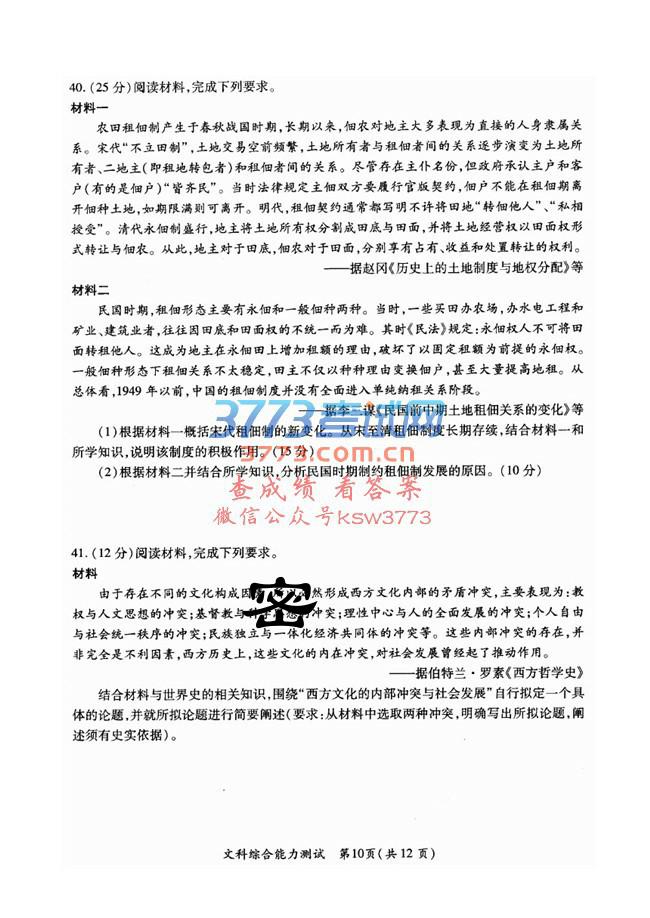 40.(25 分)阅读材料,完成下列要求。
材料一
农田租佃制产生于春秋战国时期,长期以来,佃农对地主大多表现为直接的人身隶属关
系。宋代“不立田制”,土地交易空前频繁,土地所有者与租佃者间的关系逐步演变为土地所
有者、二地主(即租地转包者)和租佃者间的关系。尽管存在主仆名份,但政府承认主户和客
户(有的是佃户)“皆齐民”。当时法律规定主佃双方要履行官版契约,佃户不能在租佃期离
开佃种土地,如期限满则可离开。明代,租佃契约通常都写明不许将田地“转佃他人”、“私相
授受”。清代永佃制盛行,地主将土地所有权分割成田底与田面,并将土地经营权以田面权形
式转让与佃农。从此,地主对于田底,佃农对于田面,分别享有占有、收益和处置转让的权利。
——据赵冈《历史上的土地制度与地权分配》等
材料二
民国时期,租佃形态主要有永佃和一般佃种两种。当时,一些买田办农场,办水电工程和
矿业、建筑业者,往往因田底和田面权的不统一而为难。其时《民法》规定:永佃权人不可将田
面转租他人。这成为地主在永佃田上增加租额的理由,破坏了以固定租额为前提的永佃权。
一般佃种形态下租佃关系不太稳定,田主不仅以种种理由变换佃户,甚至大量提高地租。从
总体看,1949 年以前,中国的租佃制度并没有全面进入单纯纳租关系阶段。
——据李三谋《民国前中期土地租佃关系的变化》等
(1)根据材料一概括宋代租佃制的新变化。从宋至清租佃制度长期存续,结合材料一和
所学知识,说明该制度的积极作用。(15 分)
(2)根据材料二并结合所学知识,分析民国时期制约租佃制发展的原因。(10 分)
3773考试网
www.3773.com.cn
查成绩 看答案
微信公众号ksw3773
41.(12 分)阅读材料,完成下列要求。
材料
由于存在不同的文化构成因 必然形成西方文化内部的矛盾冲突,主要表现为:教
权与人文思想的冲突;基督教与 的冲突;理性中心与人的全面发展的冲突;个人自由
与社会统一秩序的冲突;民族独立与一体化经济共同体的冲突等。这些内部冲突的存在,并
非完全是不利因素,西方历史上,这些文化的内在冲突,对社会发展曾经起了推动作用。
密
——据伯特兰·罗素《西方哲学史》
结合材料与世界史的相关知识,围绕“西方文化的内部冲突与社会发展”自行拟定一个具
体的论题,并就所拟论题进行简要阐述(要求:从材料中选取两种冲突,明确写出所拟论题,阐
述须有史实依据)。
文科综合能力测试 第10页(共 12 页)